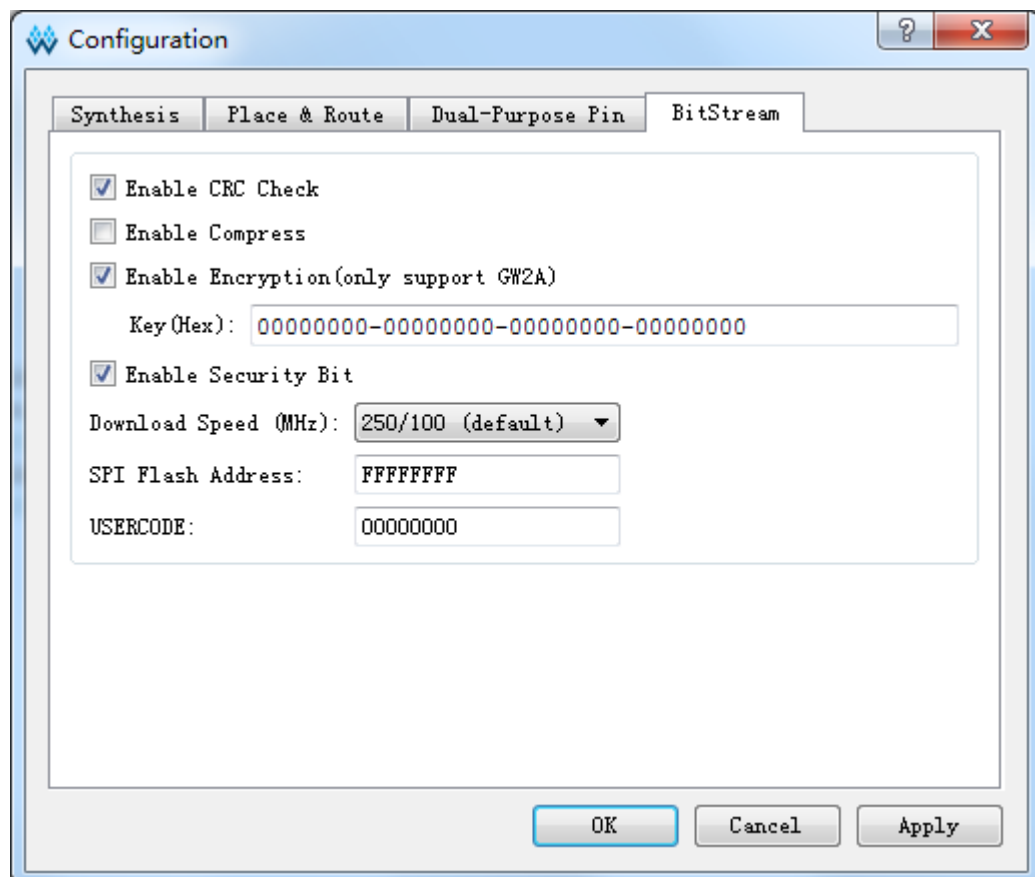 Configuration
Synthesis Place & Route Dual-Purpose Pin BitStream
Enable CRC Check
Enable Compress
Enable Encryption(only support GW2A)
Key(Hex): 00000000-00000000-00000000-00000000
Enable Security Bit
Download Speed (MHz): 250/100 (default)
SPI Flash Address: FFFFFFFF
USERCODE: 00000000
OK Cancel Apply